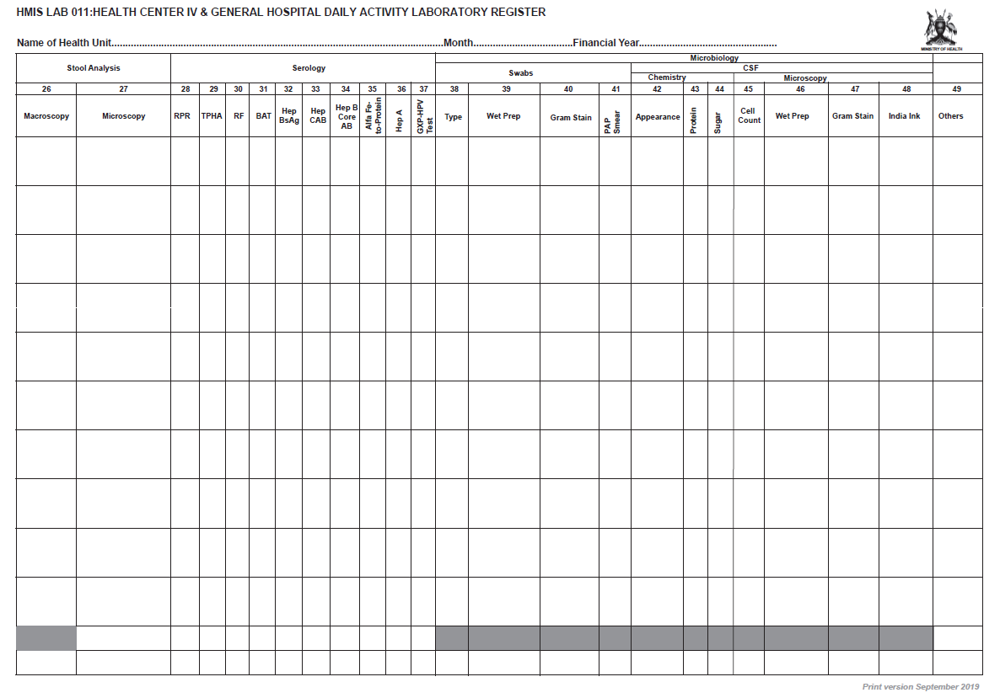 HMIS LAB 011:HEALTH CENTER IV & GENERAL HOSPITAL DAILY ACTIVITY LABORATORY REGISTER
MINISTRY OF HEALTH
Name of Health Unit........................................................................................................................Month....................................Financial Year..................................................
Stool Analysis Serology Microbiology
Swabs CSF
Chemistry Microscopy
26 27 28 29 30 31 32 33 34 35 36 37 38 39 40 41 42 43 44 45 46 47 48 49
Macroscopy
Microscopy
RPR
TPHA
RF
BAT
Hep
BsAg
Hep
CAB
Hep B
Core
AB
Alfa Fe-
to-Protein
Hep A
GXP-HPV
Test
Type
Wet Prep
Gram Stain
PAP
Smear
Appearance
Protein
Sugar
Cell
Count
Wet Prep
Gram Stain
India Ink
Others
Print version September 2019